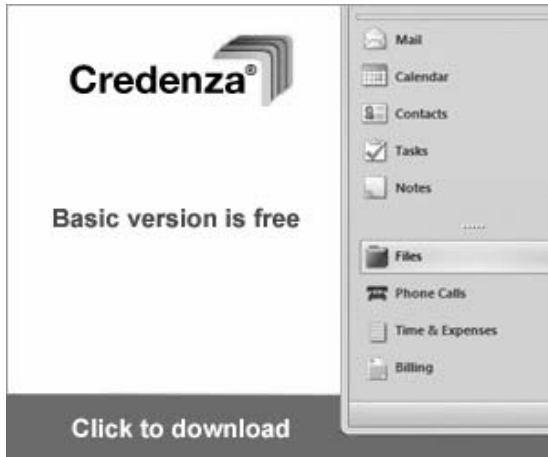 Credenza®
Basic version is free
Click to download
Mail
Calendar
Contacts
Tasks
Notes
Files
Phone Calls
Time & Expenses
Billing